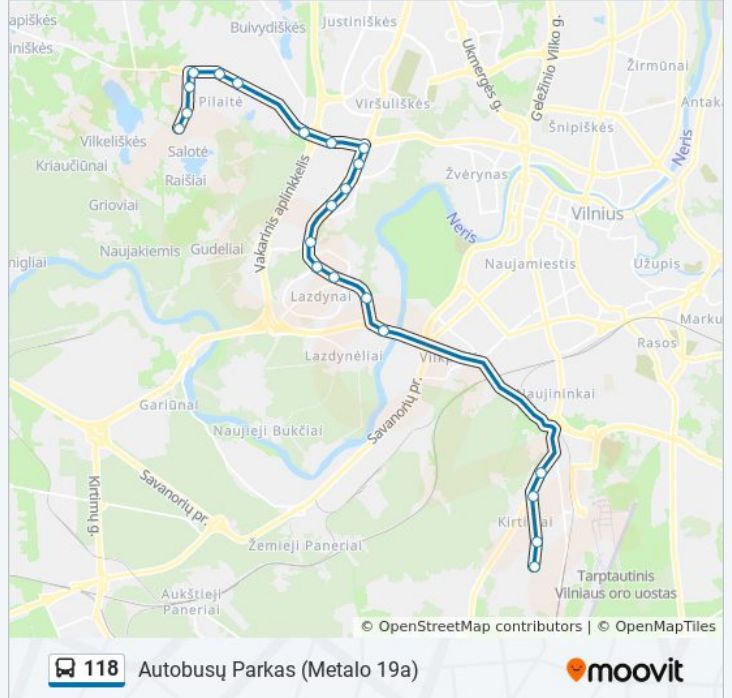 apiškės
iniškės
Buivydiškės
Justiniškės
Ukmergės g.
Geležinio Vilko g.
Žirmūnai
Antaka
Pilaitė
Viršuliškės
Šnipiškės
Neris
Vilkeliškės
Salotė
Kriaučiūnai
Raišiai
Žvėrynas
Grioviai
Vakarinis aplinkkelis
Neris
Vilnius
Naujakiemis
Gudeliai
nigliai
Naujamiestis
Užupis
Lazdynai
Marku
Rasos
Lazdynėliai
Vilkp
Naujininkai
Gariūnai
Savanorių pr.
Naujieji Bukčiai
Kirtimų g.
Savanorių pr.
Kirtimai
Žemieji Paneriai
Tarptautinis
Vilniaus oro uostas
Aukštieji
Paneriai
© OpenStreetMap contributors | © OpenMapTiles
118 Autobusų Parkas (Metalo 19a)
moovit